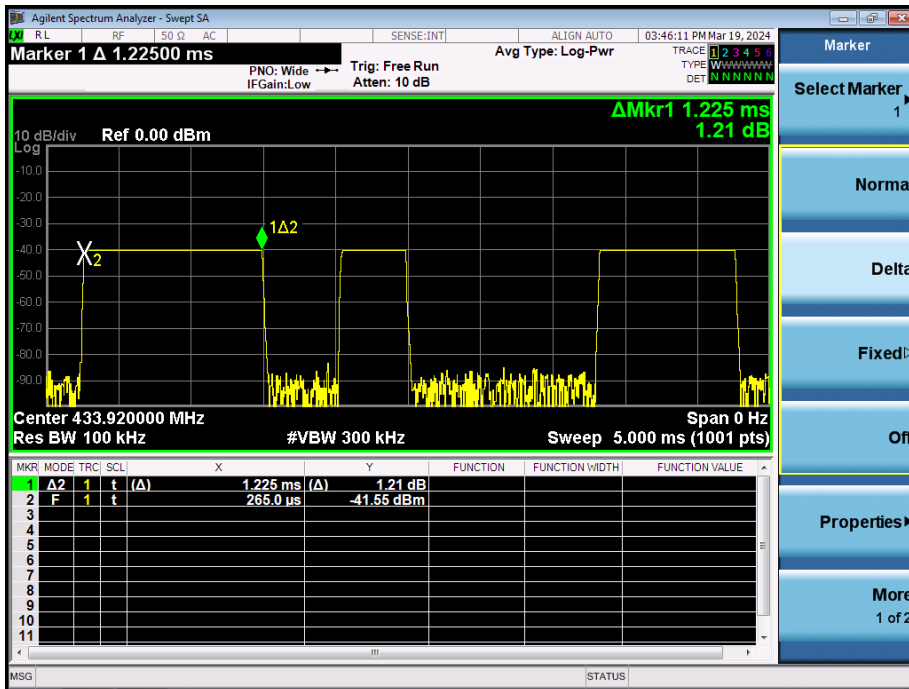 Agilent Spectrum Analyzer - Swept SA
LXI RL RF 50 Ω AC SENSE:INT ALIGN AUTO 03:46:11 PM Mar 19, 2024
Marker 1 Δ 1.22500 ms
PNO: Wide
IFGain:Low
Trig: Free Run
Atten: 10 dB
Avg Type: Log-Pwr
TRACE 1 2 3 4 5 6
TYPE WWWWWW
DET N N N N N N
ΔMkr1 1.225 ms
1.21 dB
10 dB/div Ref 0.00 dBm
Log
-10.0
-20.0
-30.0
-40.0
-50.0
-60.0
-70.0
-80.0
-90.0
1Δ2
2
Center 433.920000 MHz Span 0 Hz
Res BW 100 kHz #VBW 300 kHz Sweep 5.000 ms (1001 pts)
MKR MODE TRC SCL X Y FUNCTION FUNCTION WIDTH FUNCTION VALUE
1 Δ2 1 t (Δ) 1.225 ms (Δ) 1.21 dB
2 F 1 t 265.0 µs -41.55 dBm
3
4
5
6
7
8
9
10
11
MSG STATUS
Marker
Select Marker
1
Norma
Delta
Fixed
Off
Properties
More
1 of 2